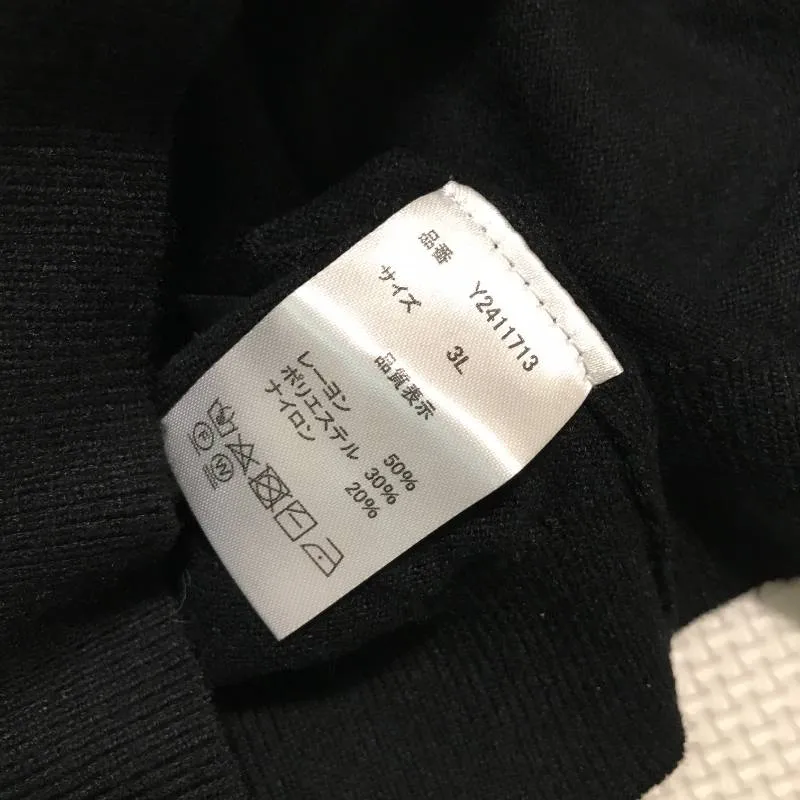 品番 Y2411713
サイズ 3L
品質表示
レーヨン 50%
ポリエステル 30%
ナイロン 20%
P
W